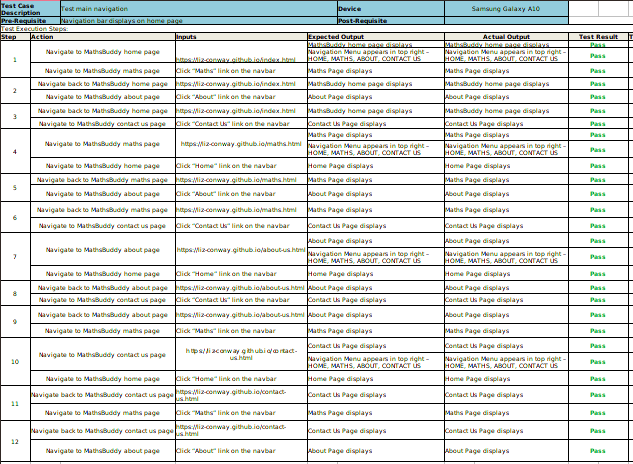 Test Case Description Test main navigation Device Samsung Galaxy A10
Pre-Requisite Navigation bar displays on home page Post-Requisite
Test Execution Steps:
Step Action Inputs Expected Output Actual Output Test Result
1 Navigate to MathsBuddy home page https://liz-conway.github.io/index.html MathsBuddy home page displays MathsBuddy home page displays Pass
Navigation Menu appears in top right – HOME, MATHS, ABOUT, CONTACT US Navigation Menu appears in top right – HOME, MATHS, ABOUT, CONTACT US Pass
Navigate to MathsBuddy maths page Click "Maths" link on the navbar Maths Page displays Maths Page displays Pass
2 Navigate back to MathsBuddy home page https://liz-conway.github.io/index.html MathsBuddy home page displays MathsBuddy home page displays Pass
Navigate to MathsBuddy about page Click "About" link on the navbar About Page displays About Page displays Pass
3 Navigate back to MathsBuddy home page https://liz-conway.github.io/index.html MathsBuddy home page displays MathsBuddy home page displays Pass
Navigate to MathsBuddy contact us page Click "Contact Us" link on the navbar Contact Us Page displays Contact Us Page displays Pass
4 Navigate to MathsBuddy maths page https://liz-conway.github.io/maths.html Maths Page displays Maths Page displays Pass
Navigation Menu appears in top right – HOME, MATHS, ABOUT, CONTACT US Navigation Menu appears in top right – HOME, MATHS, ABOUT, CONTACT US Pass
Navigate to MathsBuddy home page Click "Home" link on the navbar Home Page displays Home Page displays Pass
5 Navigate back to MathsBuddy maths page https://liz-conway.github.io/maths.html Maths Page displays Maths Page displays Pass
Navigate to MathsBuddy about page Click "About" link on the navbar About Page displays About Page displays Pass
6 Navigate back to MathsBuddy maths page https://liz-conway.github.io/maths.html Maths Page displays Maths Page displays Pass
Navigate to MathsBuddy contact us page Click "Contact Us" link on the navbar Contact Us Page displays Contact Us Page displays Pass
7 Navigate to MathsBuddy about page https://liz-conway.github.io/about-us.html About Page displays About Page displays Pass
Navigation Menu appears in top right – HOME, MATHS, ABOUT, CONTACT US Navigation Menu appears in top right – HOME, MATHS, ABOUT, CONTACT US Pass
Navigate to MathsBuddy home page Click "Home" link on the navbar Home Page displays Home Page displays Pass
8 Navigate back to MathsBuddy about page https://liz-conway.github.io/about-us.html About Page displays About Page displays Pass
Navigate to MathsBuddy contact us page Click "Contact Us" link on the navbar Contact Us Page displays Contact Us Page displays Pass
9 Navigate back to MathsBuddy about page https://liz-conway.github.io/about-us.html About Page displays About Page displays Pass
Navigate to MathsBuddy maths page Click "Maths" link on the navbar Maths Page displays Maths Page displays Pass
10 Navigate to MathsBuddy contact us page https://liz-conway.github.io/contact-us.html Contact Us Page displays Contact Us Page displays Pass
Navigation Menu appears in top right – HOME, MATHS, ABOUT, CONTACT US Navigation Menu appears in top right – HOME, MATHS, ABOUT, CONTACT US Pass
Navigate to MathsBuddy home page Click "Home" link on the navbar Home Page displays Home Page displays Pass
11 Navigate back to MathsBuddy contact us page https://liz-conway.github.io/contact-us.html Contact Us Page displays Contact Us Page displays Pass
Navigate to MathsBuddy maths page Click "Maths" link on the navbar Maths Page displays Maths Page displays Pass
12 Navigate back to MathsBuddy contact us page https://liz-conway.github.io/contact-us.html Contact Us Page displays Contact Us Page displays Pass
Navigate to MathsBuddy about page Click "About" link on the navbar About Page displays About Page displays Pass